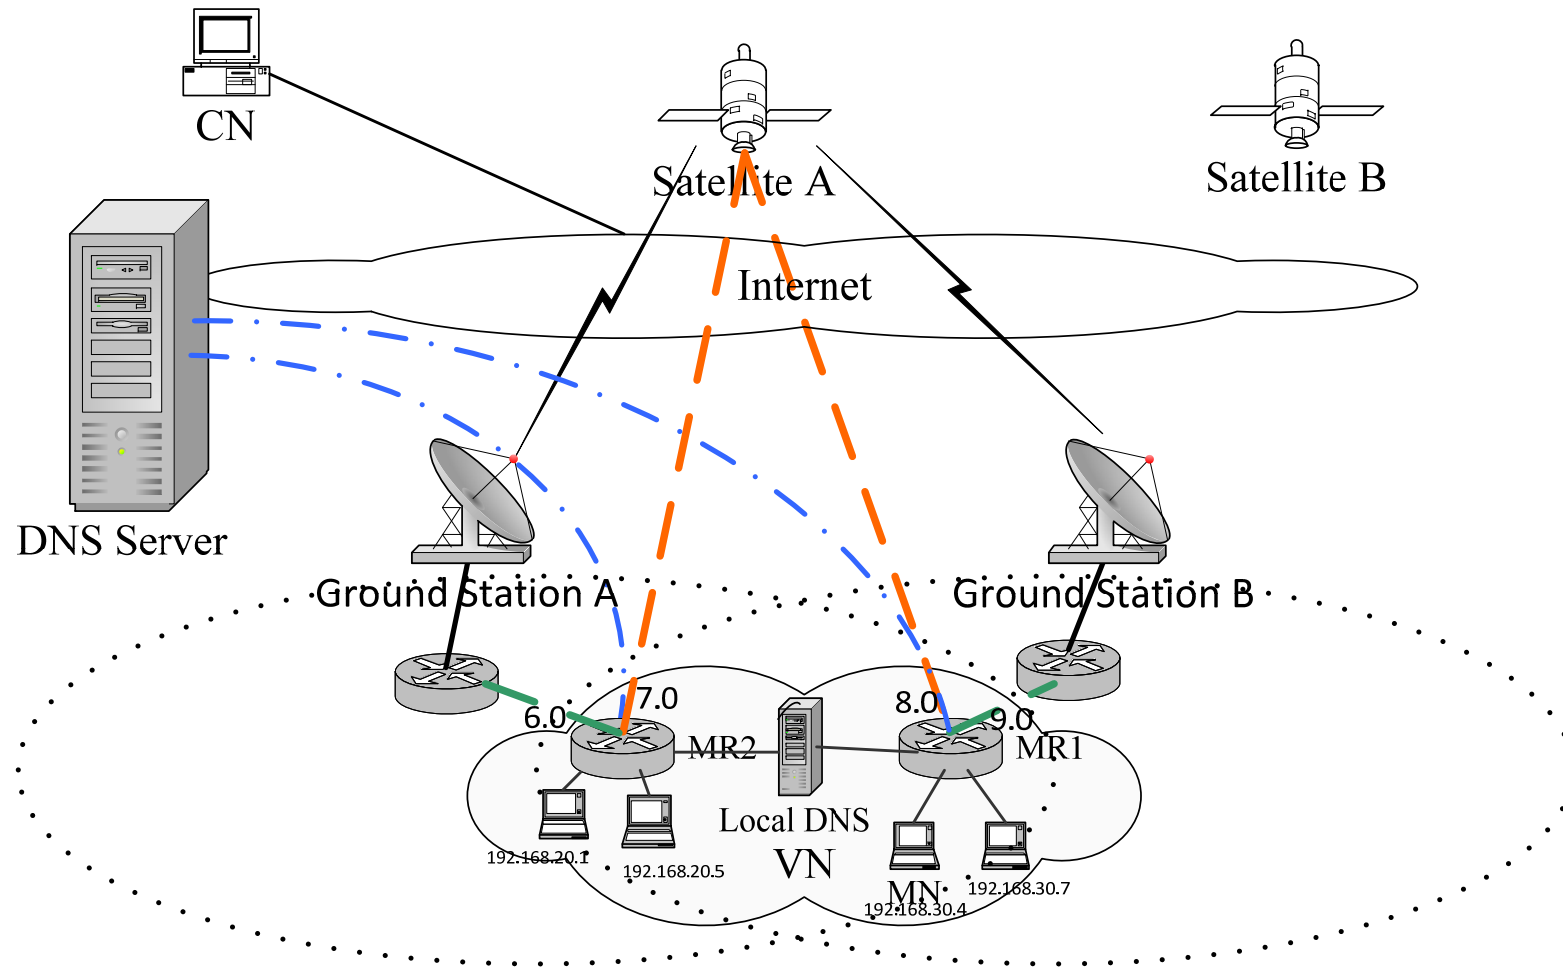 CN
Satellite A
Satellite B
Internet
DNS Server
Ground Station A
Ground Station B
7.0
8.0
6.0
9.0
MR2
MR1
Local DNS
VN
192.168.20.1
192.168.20.5
MN
192.168.30.7
192.168.30.4